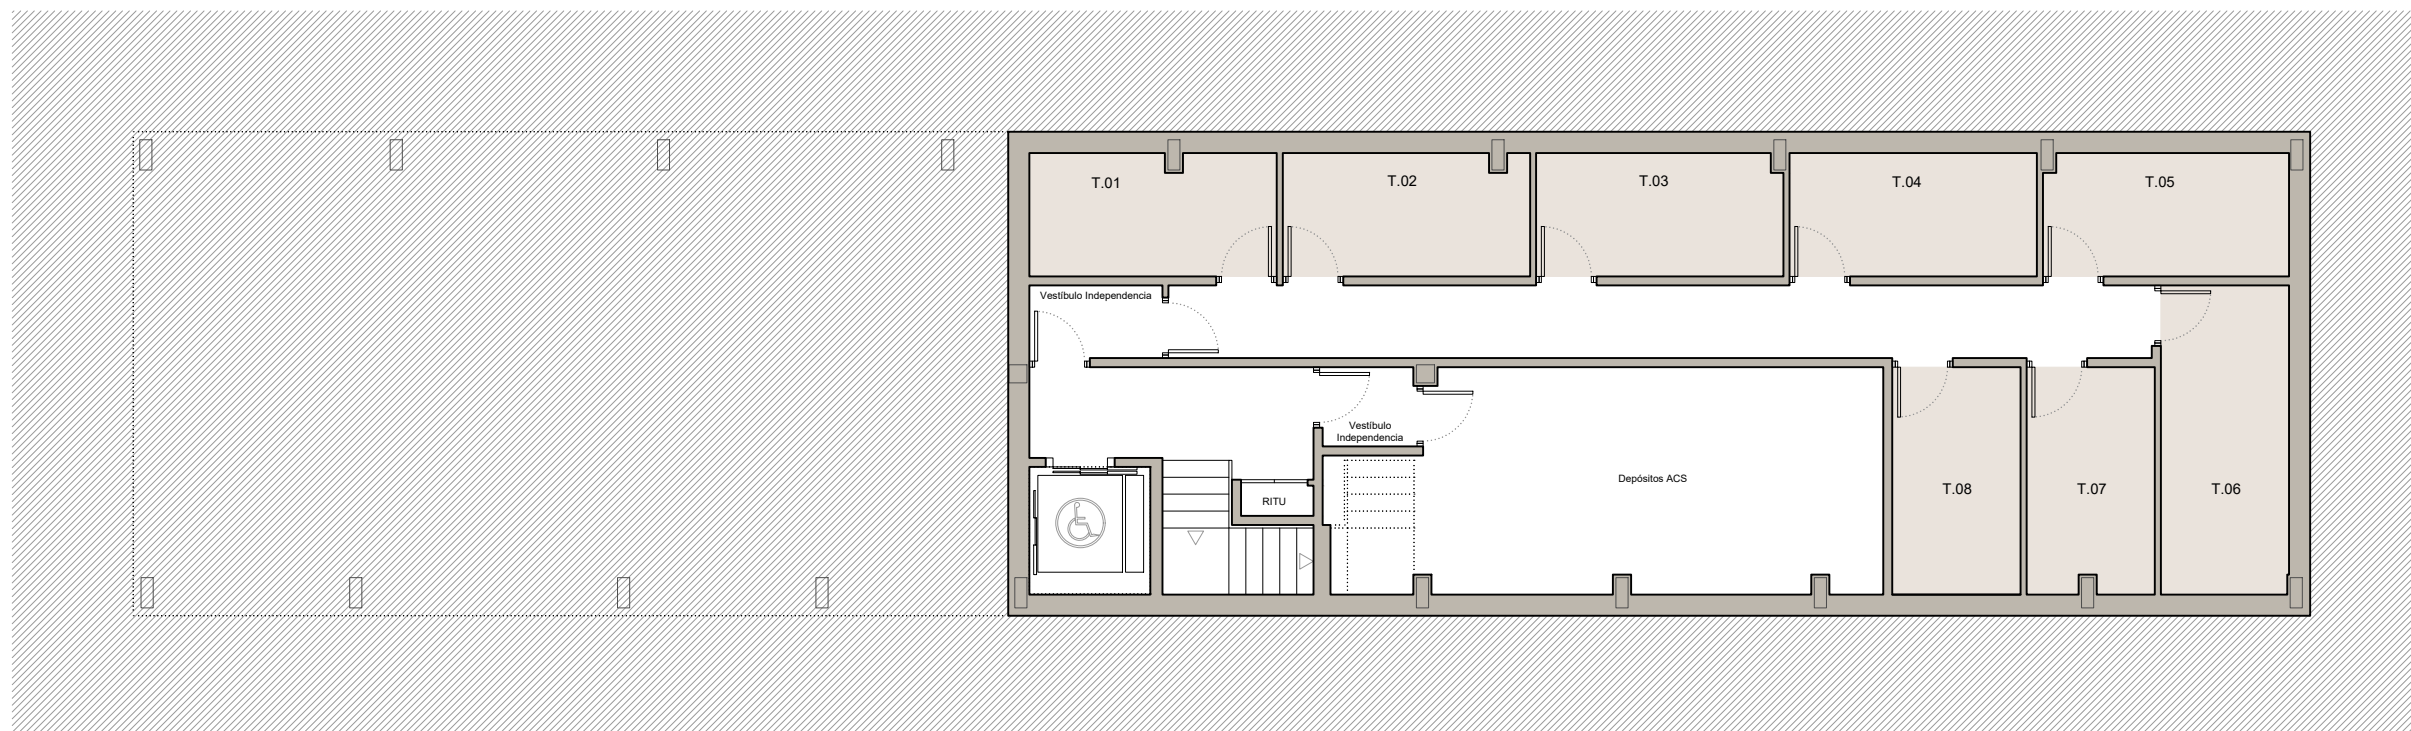 T.01
T.02
T.03
T.04
T.05
Vestíbulo Independencia
Vestíbulo
Independencia
Depósitos ACS
RITU
T.08
T.07
T.06